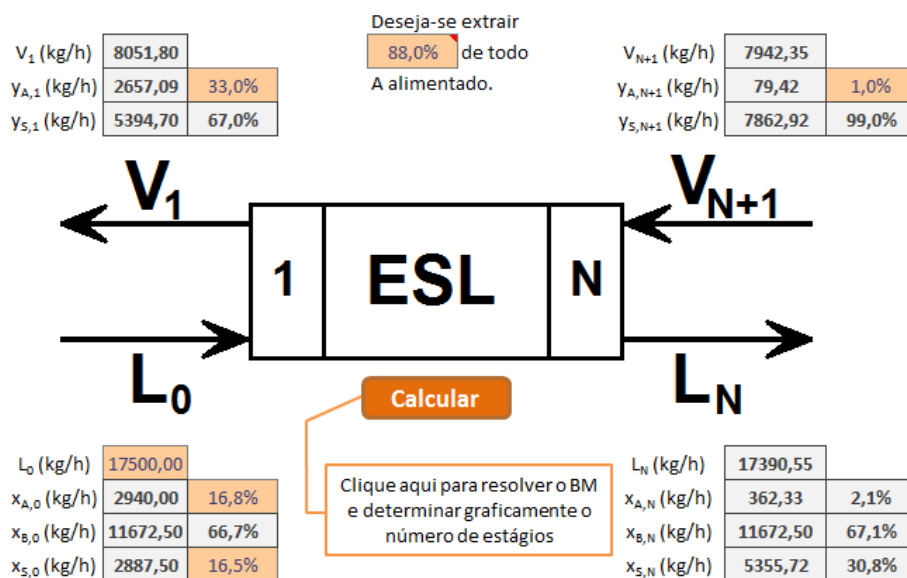 Deseja-se extrair
88,0% de todo
A alimentado.
V1 (kg/h) 8051,80
yA,1 (kg/h) 2657,09 33,0%
yS,1 (kg/h) 5394,70 67,0%
VN+1 (kg/h) 7942,35
yA,N+1 (kg/h) 79,42 1,0%
yS,N+1 (kg/h) 7862,92 99,0%
V1
VN+1
1 ESL N
L0
LN
Calcular
Clique aqui para resolver o BM
e determinar graficamente o
número de estágios
L0 (kg/h) 17500,00
xA,0 (kg/h) 2940,00 16,8%
xB,0 (kg/h) 11672,50 66,7%
xS,0 (kg/h) 2887,50 16,5%
LN (kg/h) 17390,55
xA,N (kg/h) 362,33 2,1%
xB,N (kg/h) 11672,50 67,1%
xS,N (kg/h) 5355,72 30,8%